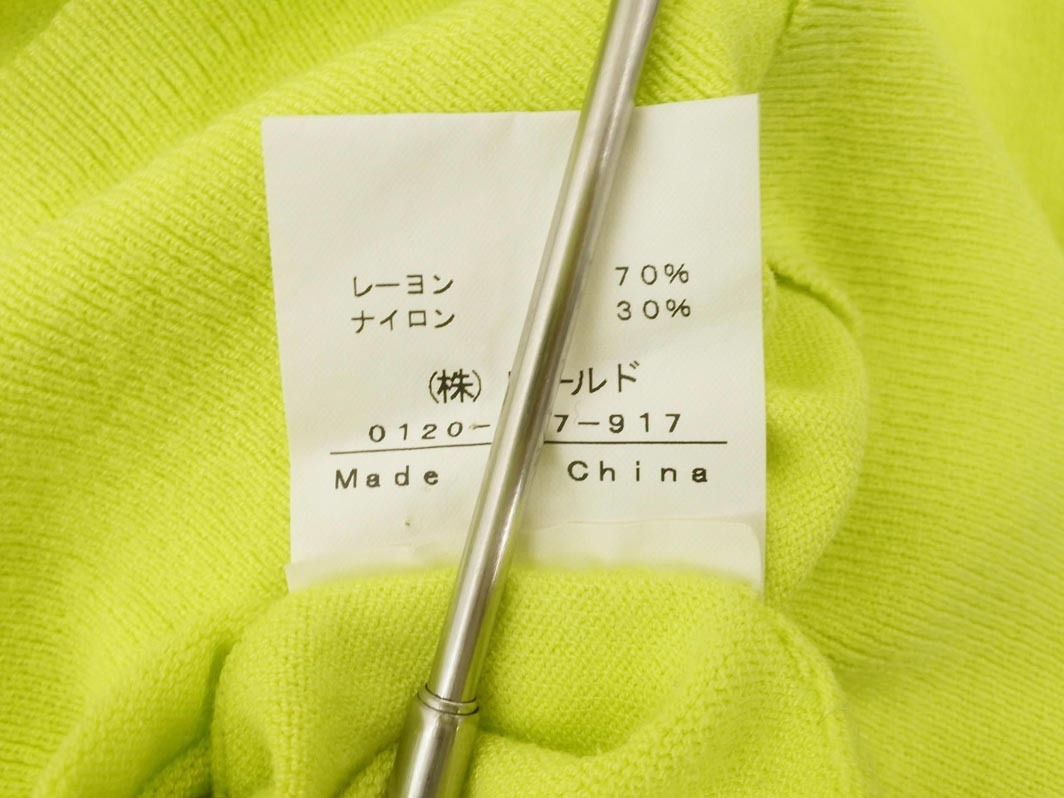 レーヨン 70%
ナイロン 30%
(株) ールド
0120- 7-917
Made China